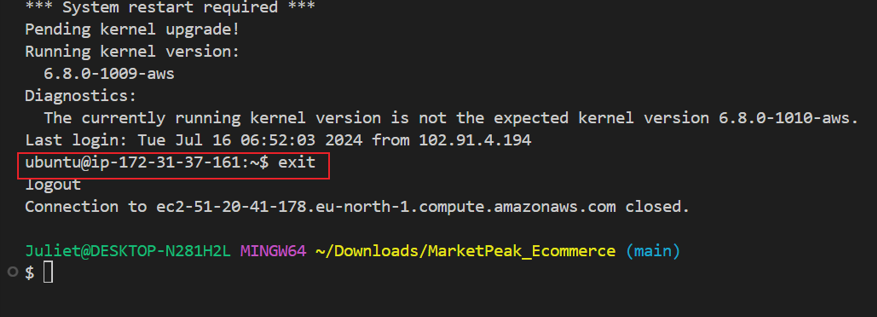 *** System restart required ***
Pending kernel upgrade!
Running kernel version:
  6.8.0-1009-aws
Diagnostics:
  The currently running kernel version is not the expected kernel version 6.8.0-1010-aws.
Last login: Tue Jul 16 06:52:03 2024 from 102.91.4.194
ubuntu@ip-172-31-37-161:~$ exit
logout
Connection to ec2-51-20-41-178.eu-north-1.compute.amazonaws.com closed.
Juliet@DESKTOP-N281H2L MINGW64 ~/Downloads/MarketPeak_Ecommerce (main)
$